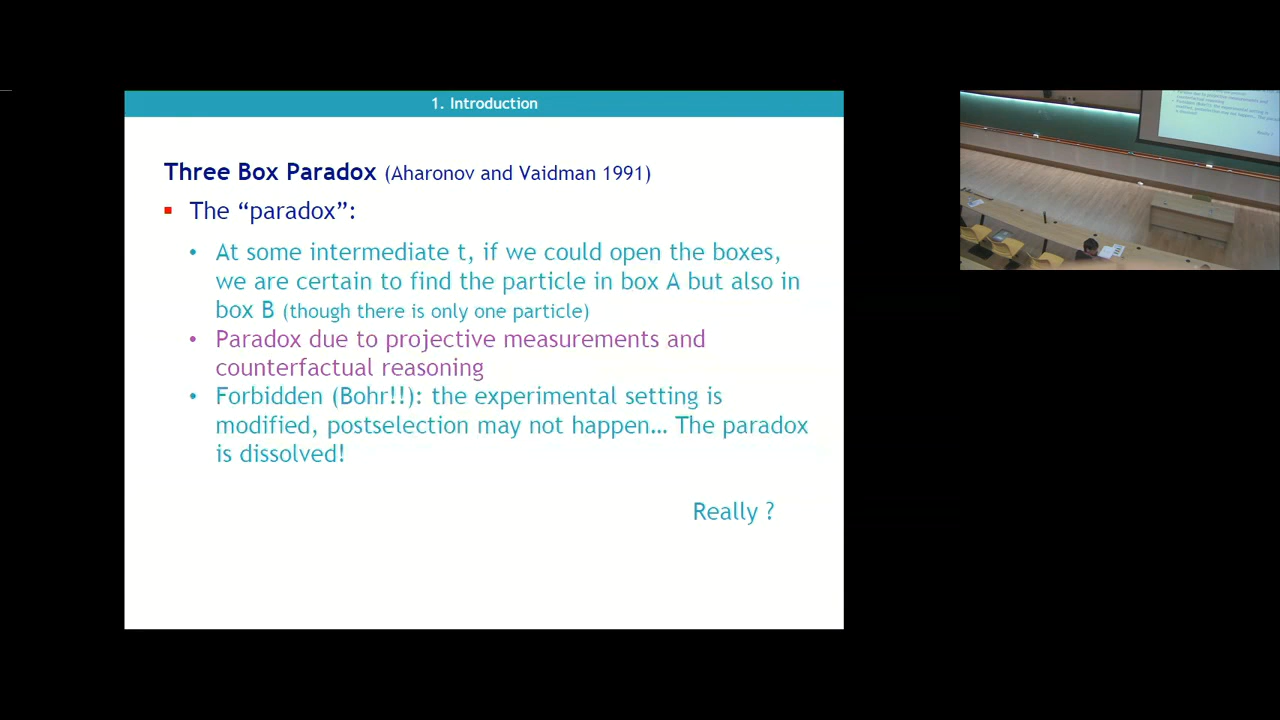 1. Introduction
Three Box Paradox (Aharonov and Vaidman 1991)
The “paradox”:
At some intermediate t, if we could open the boxes,
we are certain to find the particle in box A but also in
box B (though there is only one particle)
Paradox due to projective measurements and
counterfactual reasoning
Forbidden (Bohr!!): the experimental setting is
modified, postselection may not happen… The paradox
is dissolved!
Really ?